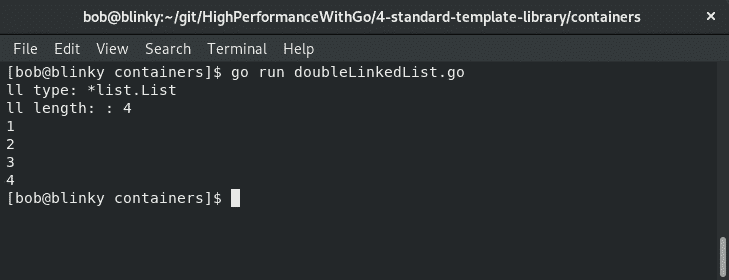 bob@blinky:~/git/HighPerformanceWithGo/4-standard-template-library/containers
File Edit View Search Terminal Help
[bob@blinky containers]$ go run doubleLinkedList.go
ll type: *list.List
ll length: : 4
1
2
3
4
[bob@blinky containers]$